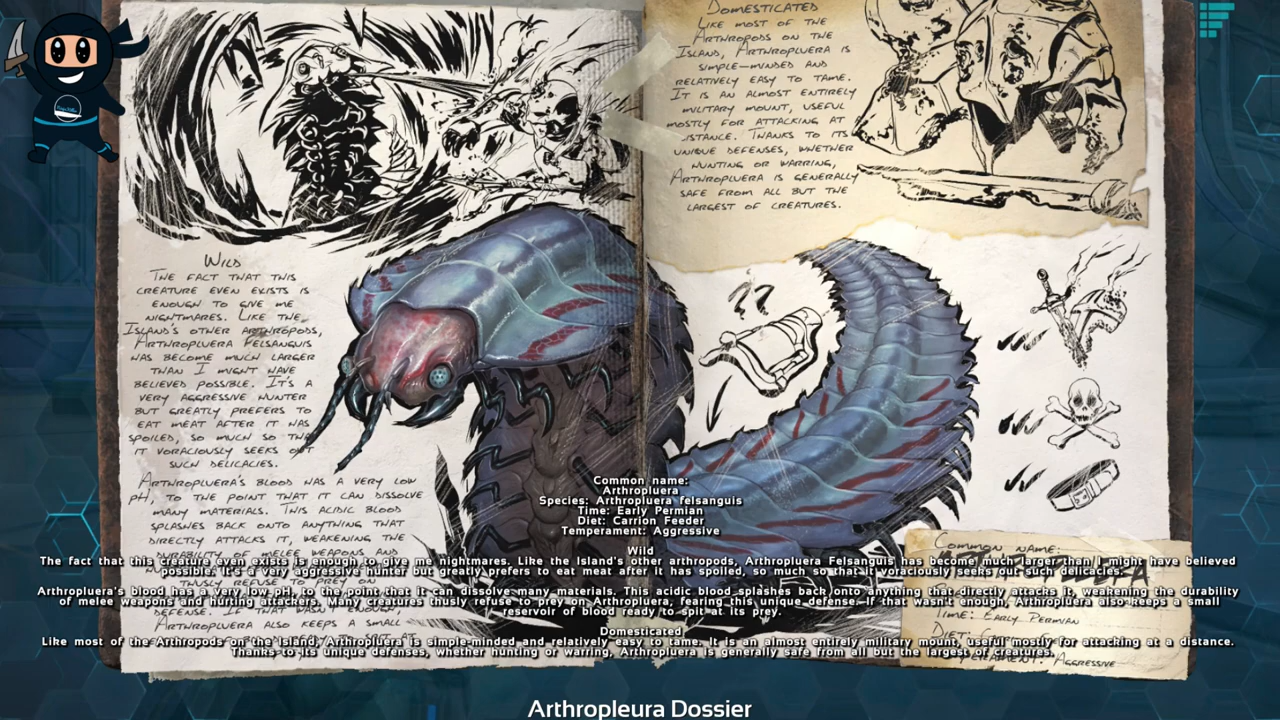 Wild
The fact that this
creature even exists is
enough to give me
nightmares. Like the
Island's other arthropods,
Arthropluera Felsanguis
has become much larger
than I might have
believed possible. It's a
very aggressive hunter
but greatly prefers to
eat meat after it has
spoiled, so much so that
it voraciously seeks out
such delicacies.
Arthropluera's blood has a very low
pH, to the point that it can dissolve
many materials. This acidic blood
splashes back onto anything that
directly attacks it, weakening the
durability of melee weapons and
thusly refuse to prey on
defense. If that wasn't enough,
Arthropluera also keeps a small
Domesticated
Like most of the
Arthropods on the
Island, Arthropluera is
simple-minded and
relatively easy to tame.
It is an almost entirely
military mount, useful
mostly for attacking at
distance. Thanks to its
unique defenses, whether
hunting or warring,
Arthropluera is generally
safe from all but the
largest of creatures.
??
Common name:
Time: Early Permian
Diet:
Temperament: Aggressive
Common name:
Arthropluera
Species: Arthropluera felsanguis
Time: Early Permian
Diet: Carrion Feeder
Temperament: Aggressive
Wild
The fact that this creature even exists is enough to give me nightmares. Like the Island's other arthropods, Arthropluera Felsanguis has become much larger than I might have believed
possible. It's a very aggressive hunter but greatly prefers to eat meat after it has spoiled, so much so that it voraciously seeks out such delicacies.
Arthropluera's blood has a very low pH, to the point that it can dissolve many materials. This acidic blood splashes back onto anything that directly attacks it, weakening the durability
of melee weapons and hurting attackers. Many creatures thusly refuse to prey on Arthropluera, fearing this unique defense. If that wasn't enough, Arthropluera also keeps a small
reservoir of blood ready to spit at its prey.
Domesticated
Like most of the Arthropods on the Island, Arthropluera is simple-minded and relatively easy to tame. It is an almost entirely military mount, useful mostly for attacking at a distance.
Thanks to its unique defenses, whether hunting or warring, Arthropluera is generally safe from all but the largest of creatures.
Arthropleura Dossier